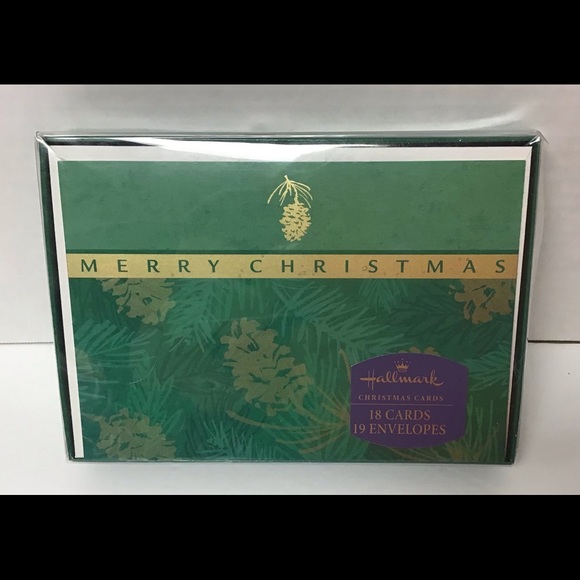 MERRY CHRISTMAS
Hallmark
CHRISTMAS CARDS
18 CARDS
19 ENVELOPES